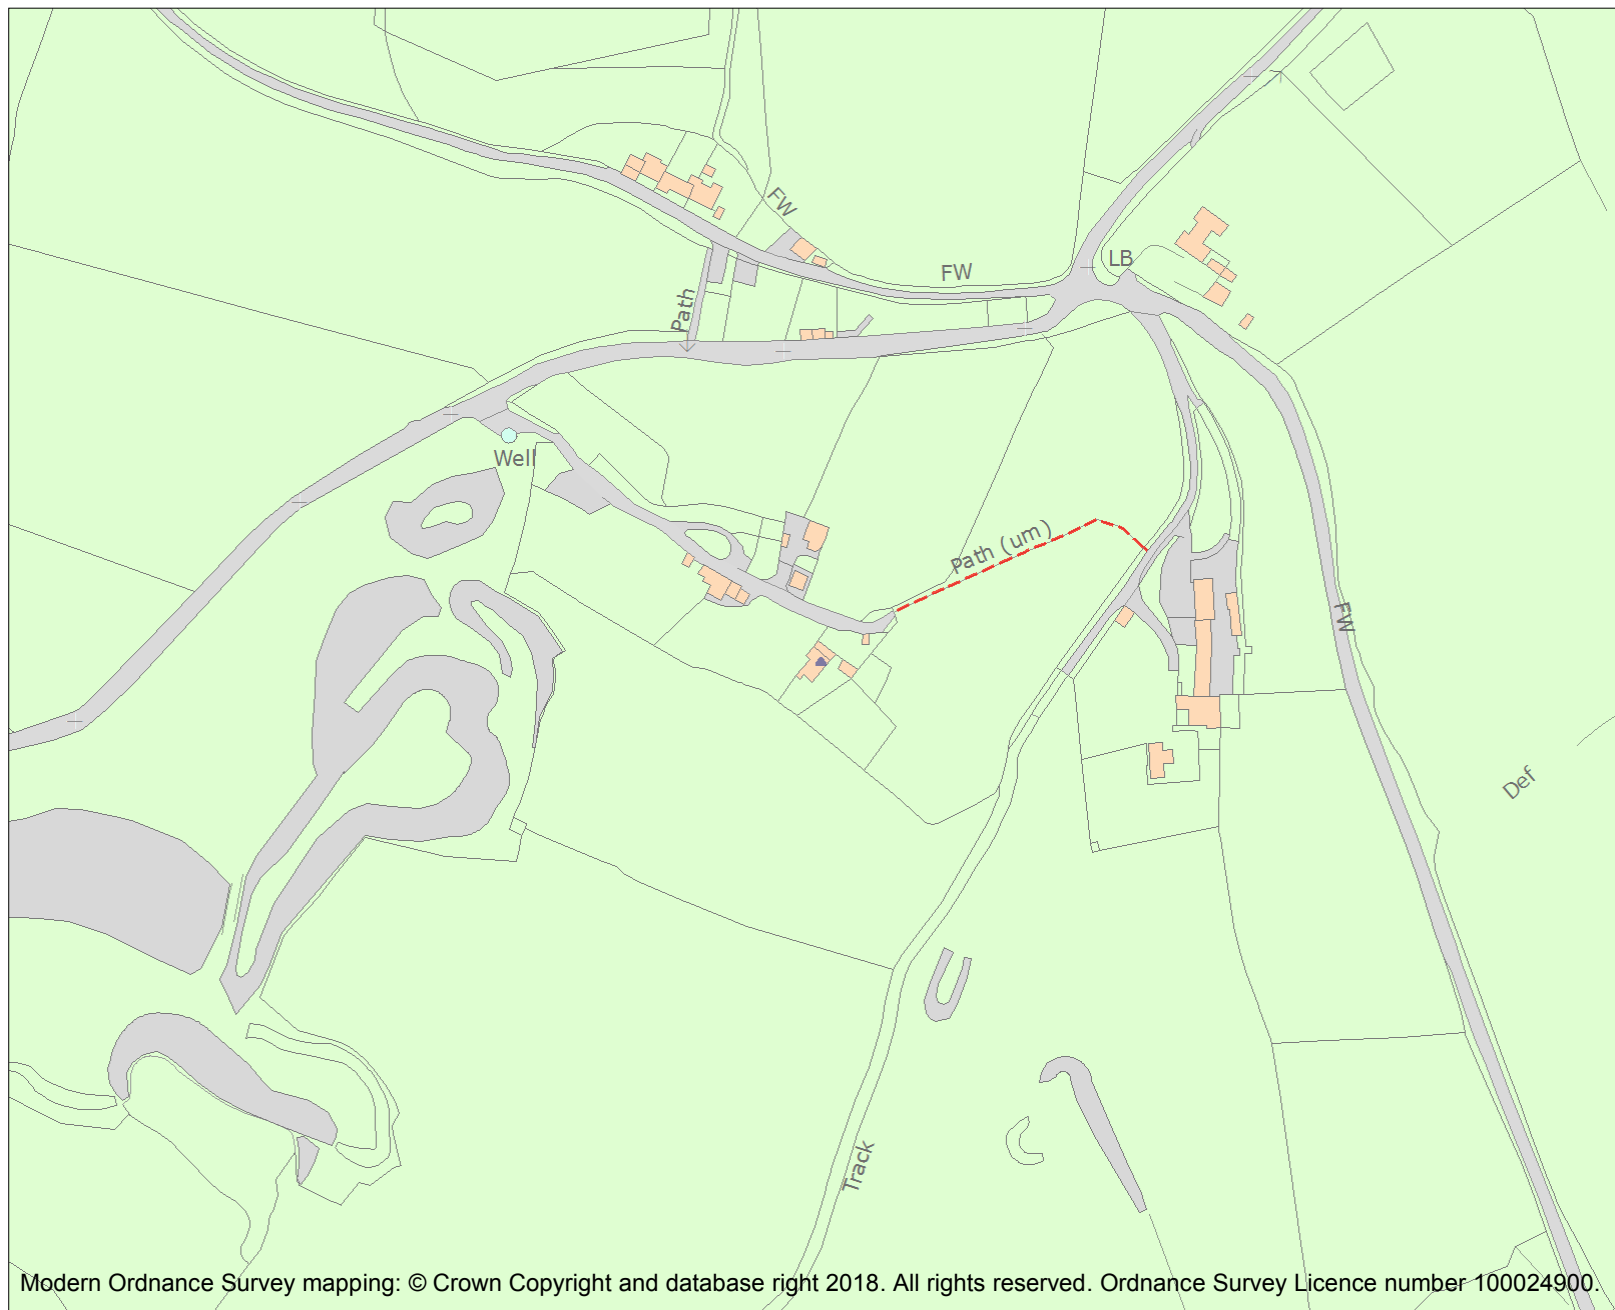 FW
LB
FW
Path
Well
Path (um)
FW
Def
Track
Modern Ordnance Survey mapping: © Crown Copyright and database right 2018. All rights reserved. Ordnance Survey Licence number 100024900.